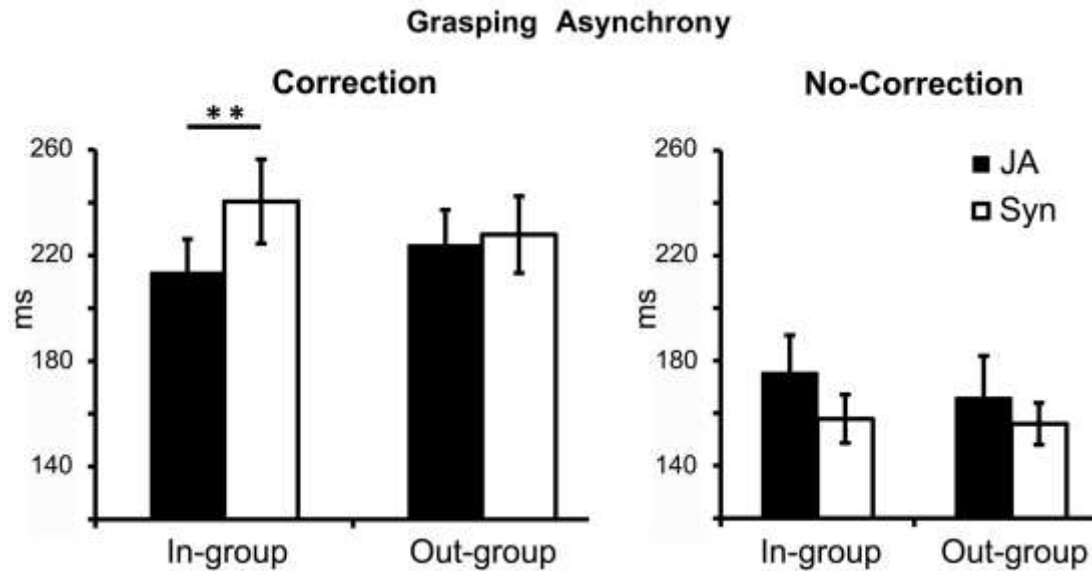 Grasping Asynchrony
Correction
No-Correction
**
260
220
180
140
ms
In-group Out-group
260
220
180
140
ms
JA
Syn
In-group Out-group